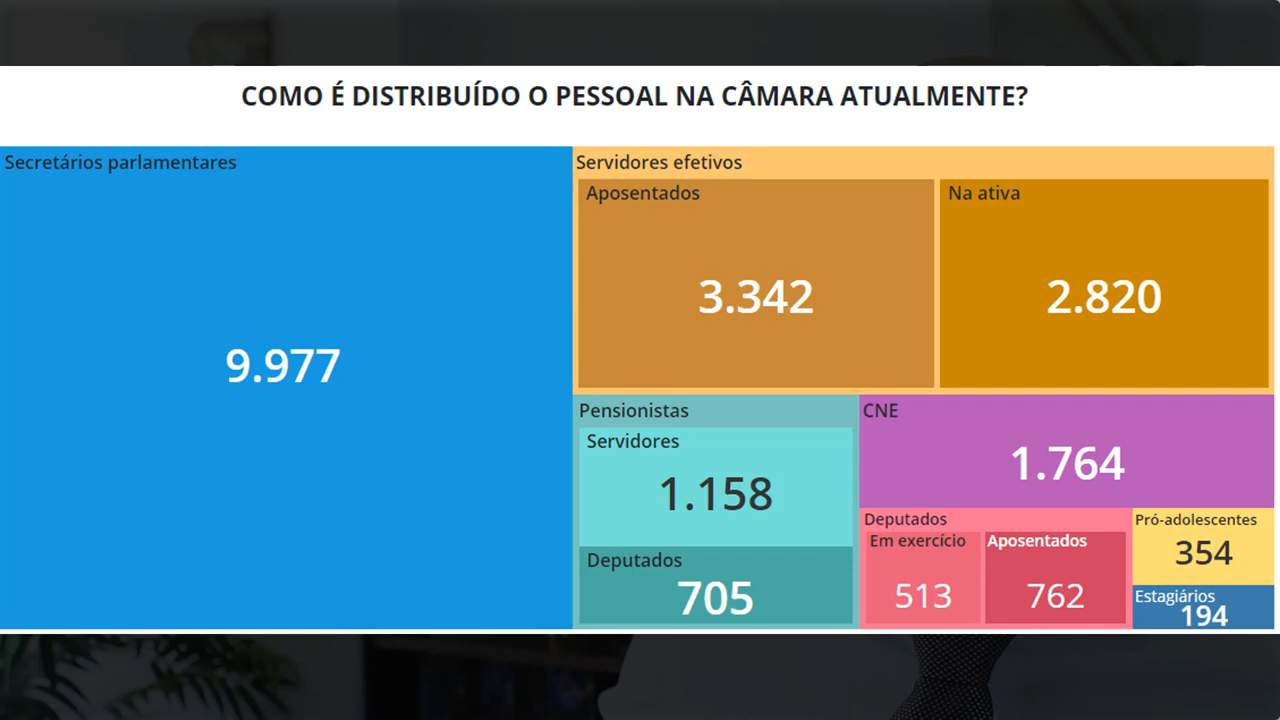 COMO É DISTRIBUÍDO O PESSOAL NA CÂMARA ATUALMENTE?
Secretários parlamentares
9.977
Servidores efetivos
Aposentados
3.342
Na ativa
2.820
Pensionistas
Servidores
1.158
Deputados
705
CNE
1.764
Deputados
Em exercício
513
Aposentados
762
Pró-adolescentes
354
Estagiários
194